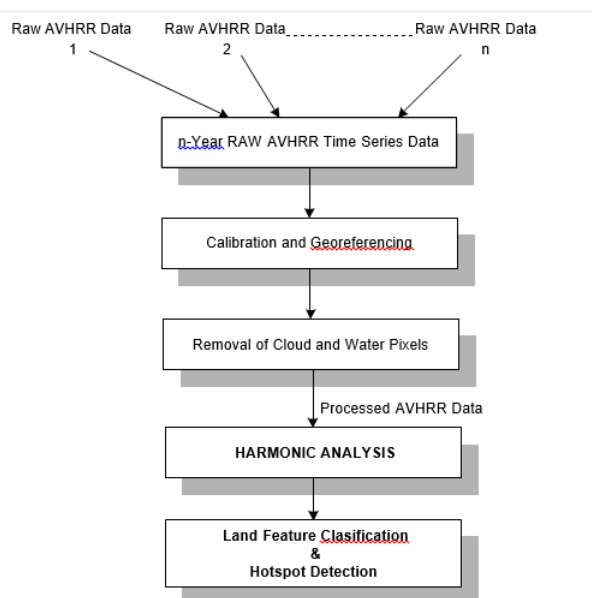 Raw AVHRR Data Raw AVHRR Data Raw AVHRR Data
1 2 n
n-Year RAW AVHRR Time Series Data
Calibration and Georeferencing
Removal of Cloud and Water Pixels
Processed AVHRR Data
HARMONIC ANALYSIS
Land Feature Clasification
&
Hotspot Detection